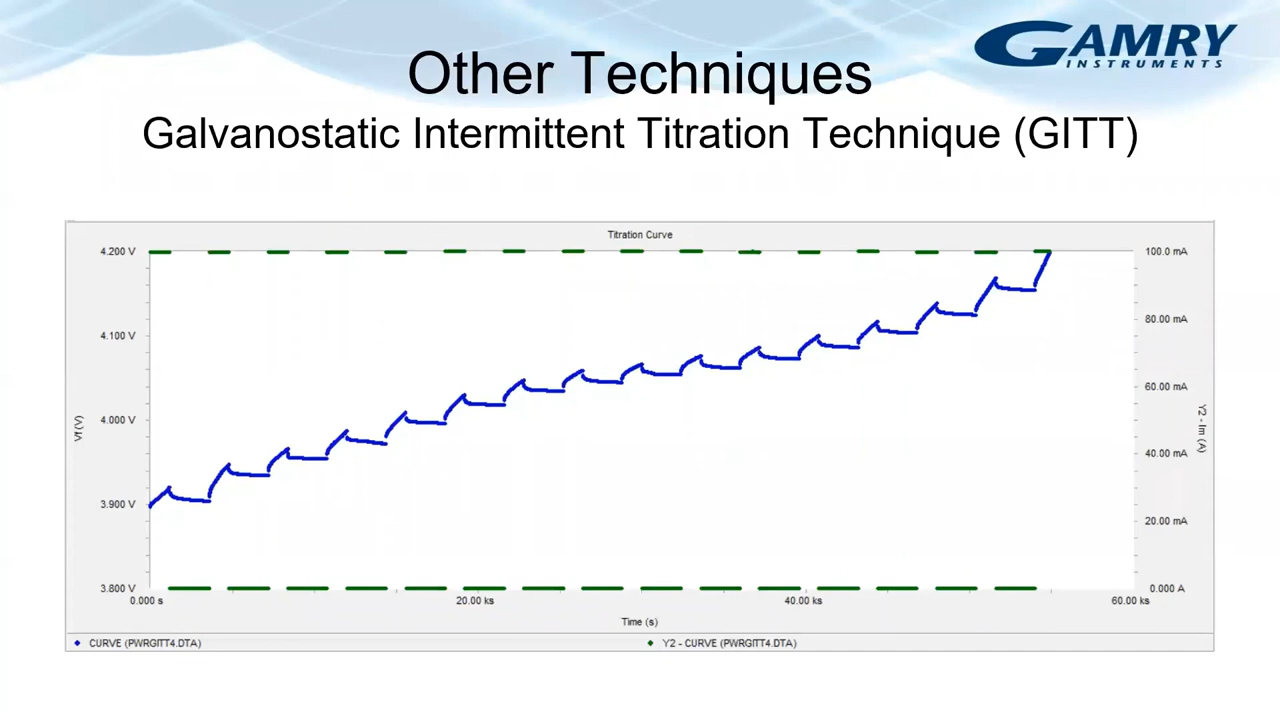 GAMRY
INSTRUMENTS
Other Techniques
Galvanostatic Intermittent Titration Technique (GITT)
Titration Curve
4.200 V
4.100 V
4.000 V
3.900 V
3.800 V
Vf (V)
100.0 mA
80.00 mA
60.00 mA
40.00 mA
20.00 mA
0.000 A
Y2 - Im (A)
0.000 s
20.00 ks
40.00 ks
60.00 ks
Time (s)
CURVE (PWRGITT4.DTA)
Y2 - CURVE (PWRGITT4.DTA)